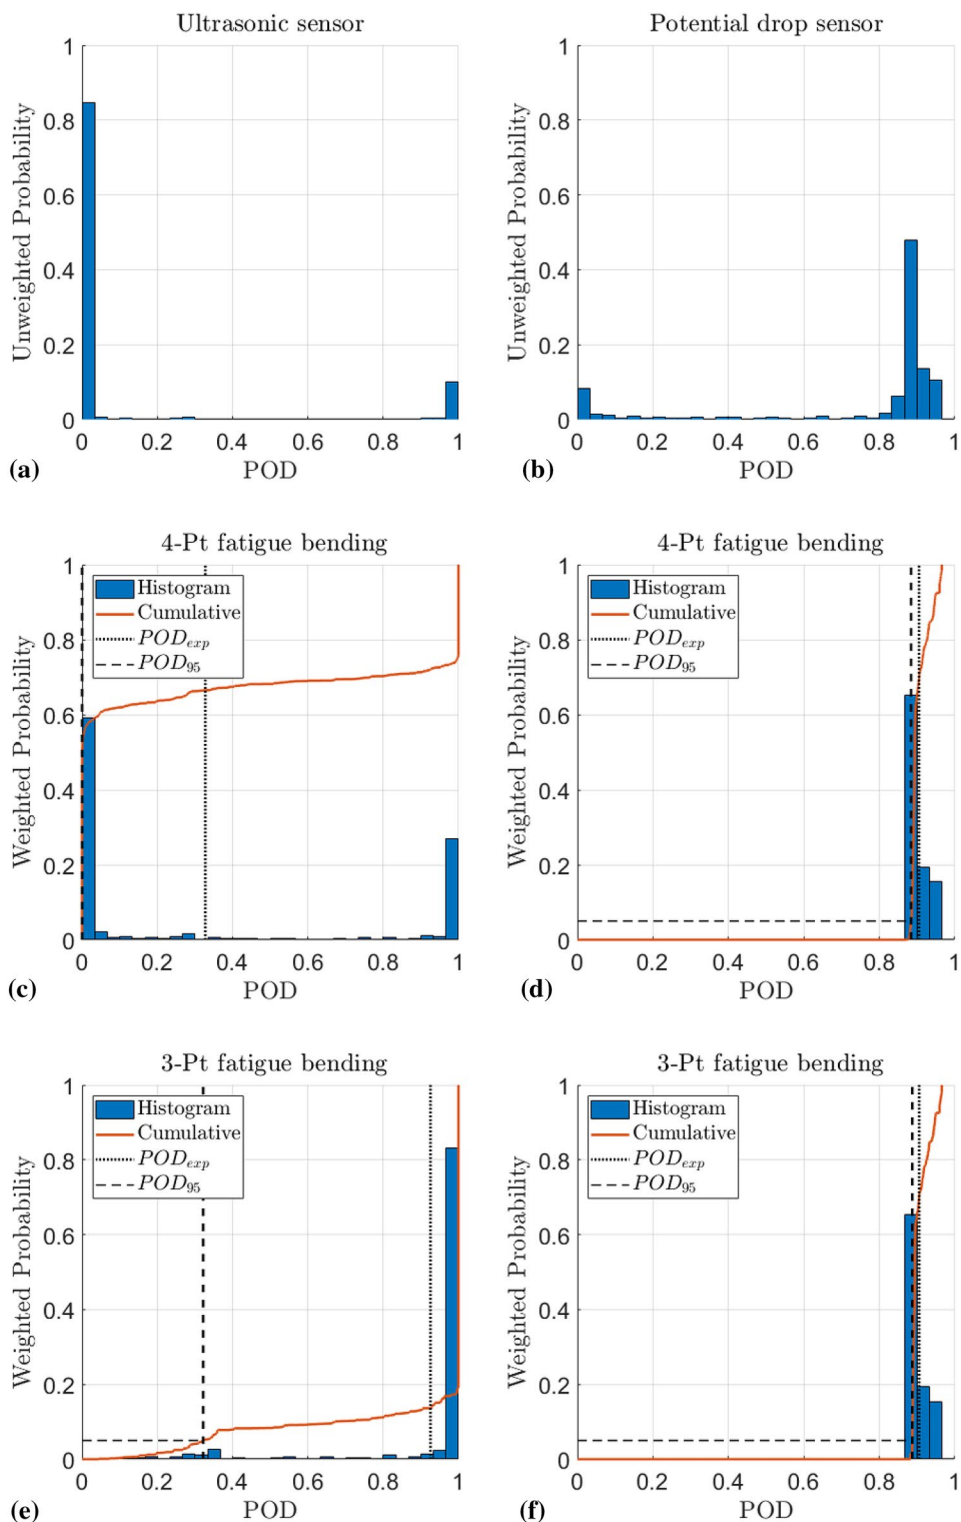 Ultrasonic sensor
Unweighted Probability
1
0.8
0.6
0.4
0.2
0
0 0.2 0.4 0.6 0.8 1
POD
(a)
Potential drop sensor
Unweighted Probability
1
0.8
0.6
0.4
0.2
0
0 0.2 0.4 0.6 0.8 1
POD
(b)
4-Pt fatigue bending
Weighted Probability
1
0.8
0.6
0.4
0.2
0
Histogram
Cumulative
POD_exp
POD_95
0 0.2 0.4 0.6 0.8 1
POD
(c)
4-Pt fatigue bending
Weighted Probability
1
0.8
0.6
0.4
0.2
0
Histogram
Cumulative
POD_exp
POD_95
0 0.2 0.4 0.6 0.8 1
POD
(d)
3-Pt fatigue bending
Weighted Probability
1
0.8
0.6
0.4
0.2
0
Histogram
Cumulative
POD_exp
POD_95
0 0.2 0.4 0.6 0.8 1
POD
(e)
3-Pt fatigue bending
Weighted Probability
1
0.8
0.6
0.4
0.2
0
Histogram
Cumulative
POD_exp
POD_95
0 0.2 0.4 0.6 0.8 1
POD
(f)